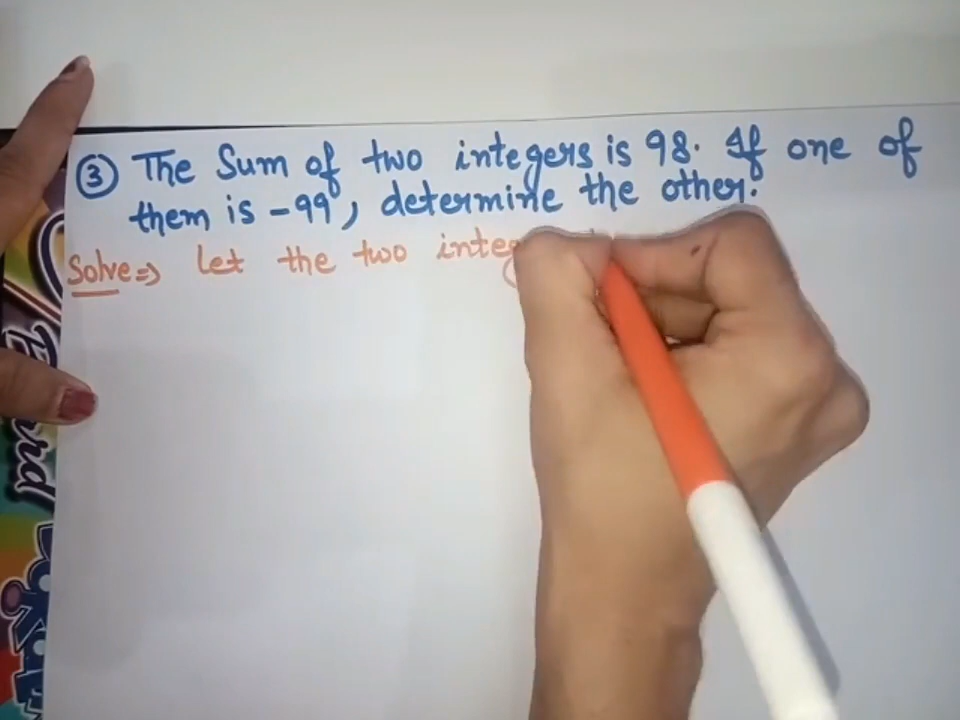 ③ The Sum of two integers is 98. If one of
them is -99, determine the other.
Solve=> Let the two